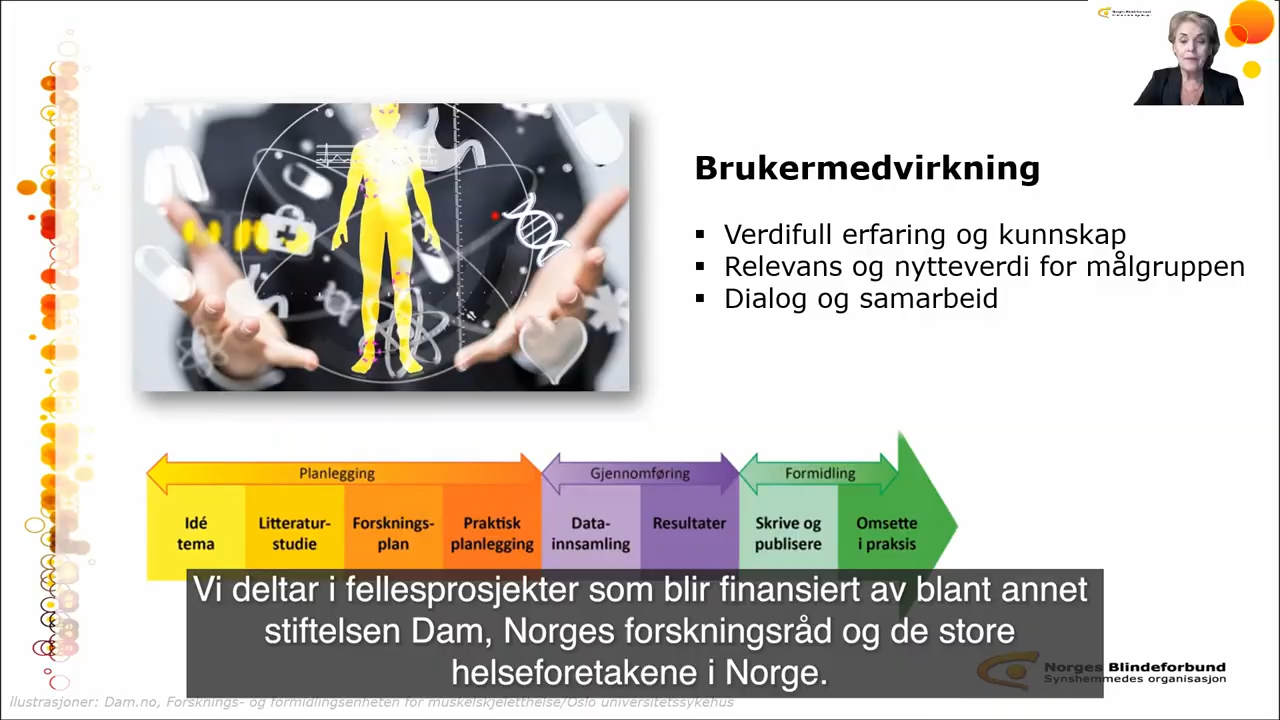 Brukermedvirkning
▪ Verdifull erfaring og kunnskap
▪ Relevans og nytteverdi for målgruppen
▪ Dialog og samarbeid
Planlegging
Gjennomføring
Formidling
Idé
tema
Litteratur-
studie
Forsknings-
plan
Praktisk
planlegging
Data-
innsamling
Resultater
Skrive og
publisere
Omsette
i praksis
Vi deltar i fellesprosjekter som blir finansiert av blant annet
stiftelsen Dam, Norges forskningsråd og de store
helseforetakene i Norge.
Norges Blindeforbund
Synshemmedes organisasjon
llustrasjoner: Dam.no, Forsknings- og formidlingsenheten for muskelskjeletthelse/Oslo universitetssykehus